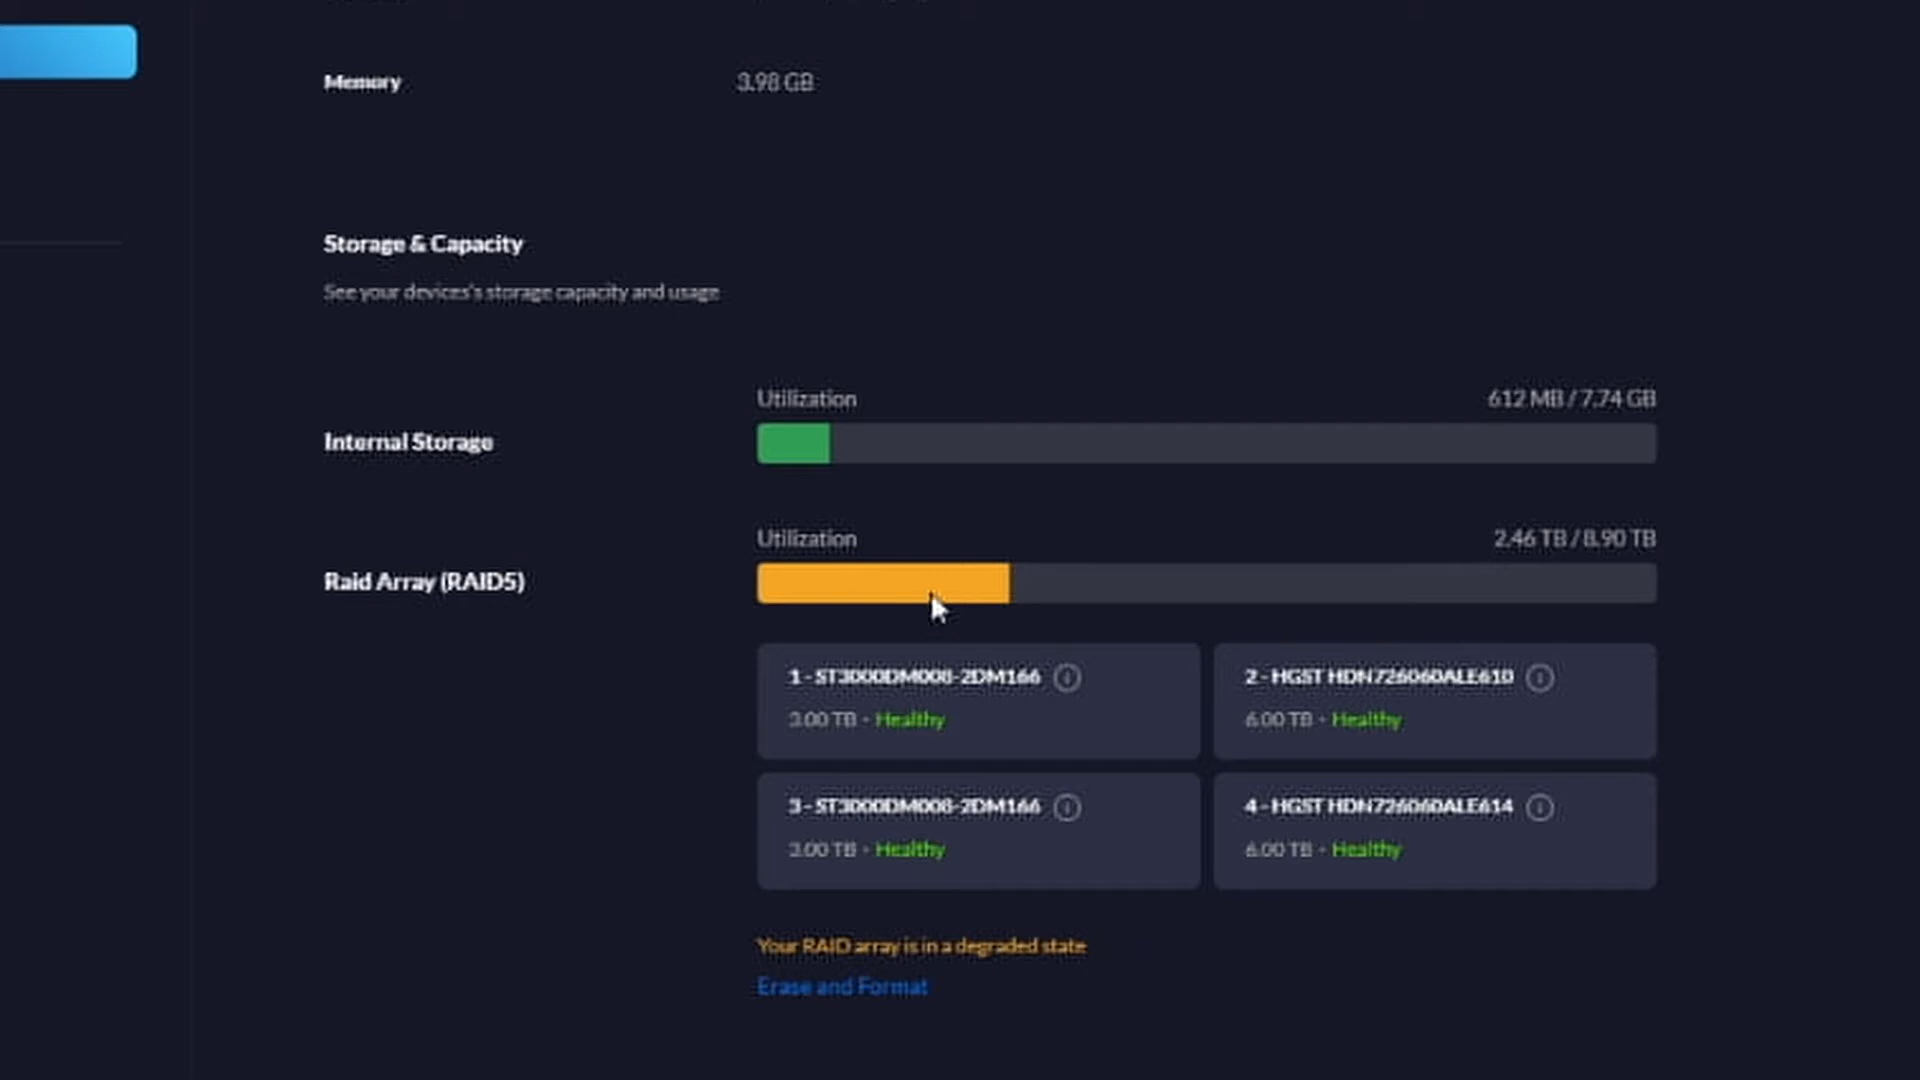 Memory 3.98 GB
Storage & Capacity
See your devices's storage capacity and usage
Utilization 612 MB / 7.74 GB
Internal Storage
Utilization 2.46 TB / 8.90 TB
Raid Array (RAID5)
1 - ST3000DM008-2DM166
3.00 TB - Healthy
2 - HGST HDN726060ALE610
6.00 TB - Healthy
3 - ST3000DM008-2DM166
3.00 TB - Healthy
4 - HGST HDN726060ALE614
6.00 TB - Healthy
Your RAID array is in a degraded state
Erase and Format